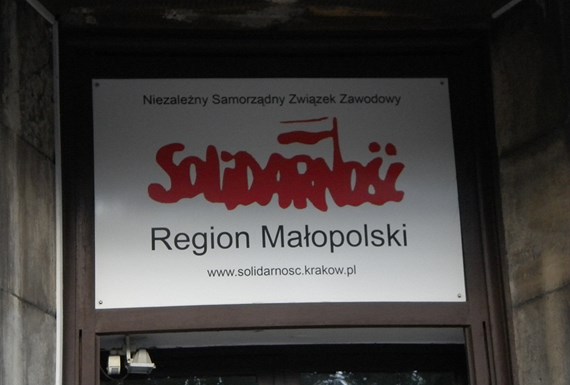 Niezależny Samorządny Związek Zawodowy
SOLIDARNOŚĆ
Region Małopolski
www.solidarnosc.krakow.pl